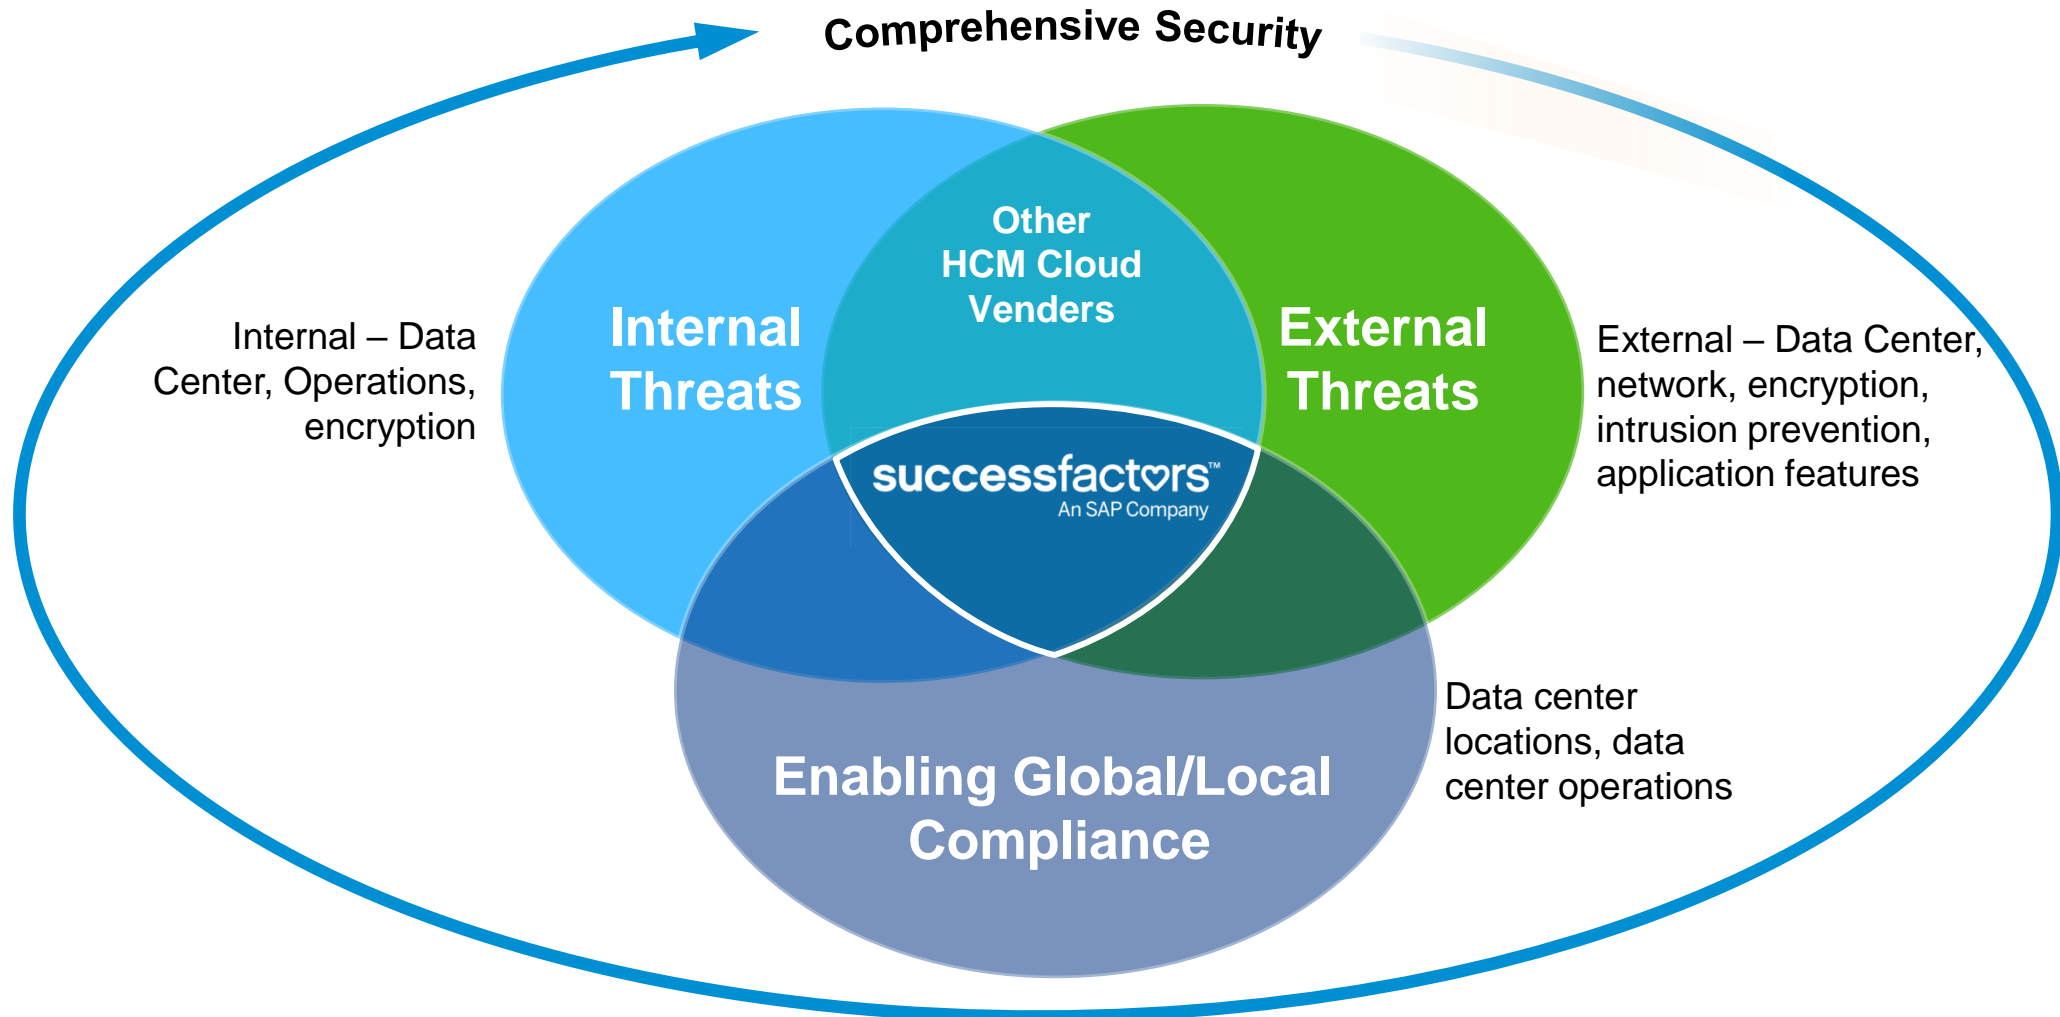 Comprehensive Security
Other
HCM Cloud
Venders
Internal
Threats
External
Threats
Internal – Data
Center, Operations,
encryption
External – Data Center,
network, encryption,
intrusion prevention,
application features
successfactors™
An SAP Company
Data center
locations, data
center operations
Enabling Global/Local
Compliance